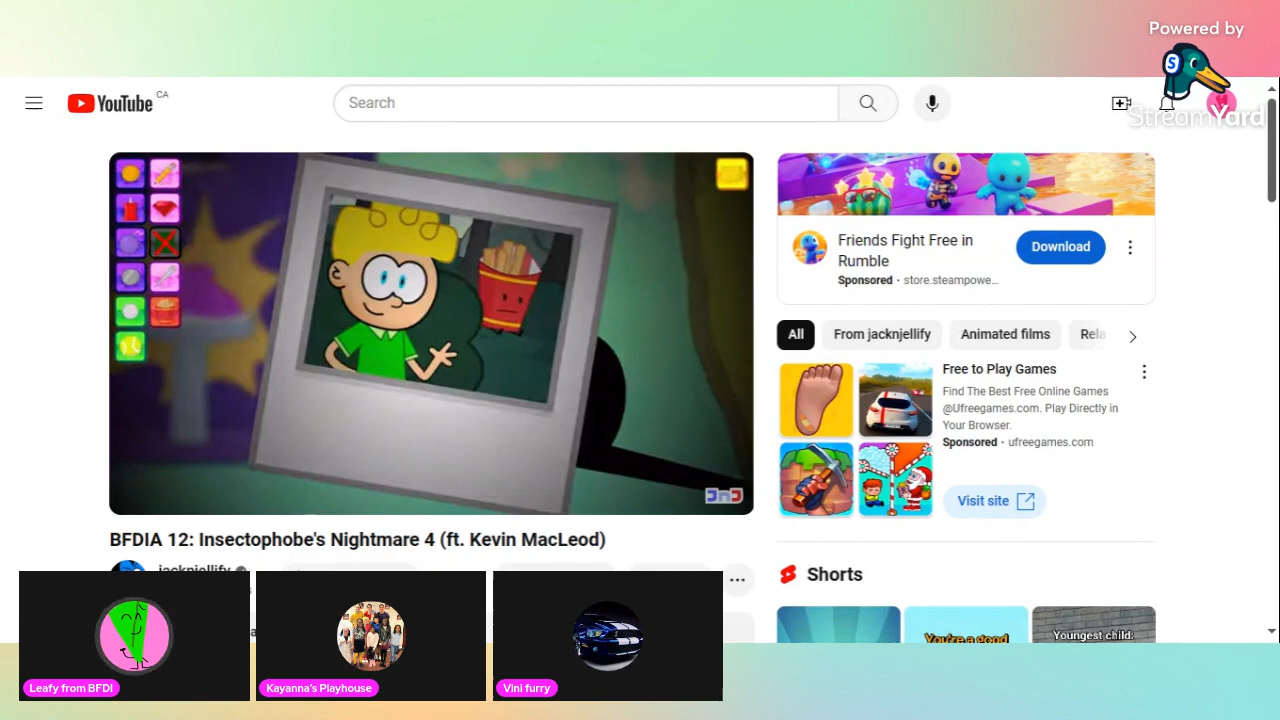 Powered by
StreamYard
YouTube CA
Search
Friends Fight Free in
Rumble
Sponsored · store.steampowe...
Download
All
From jacknjellify
Animated films
Rela
Free to Play Games
Find The Best Free Online Games
@Ufreegames.com. Play Directly in
Your Browser.
Sponsored · ufreegames.com
Visit site
BFDIA 12: Insectophobe's Nightmare 4 (ft. Kevin MacLeod)
jacknjellify
Shorts
You're a good
Youngest child:
Leafy from BFDI
Kayanna's Playhouse
Vini furry